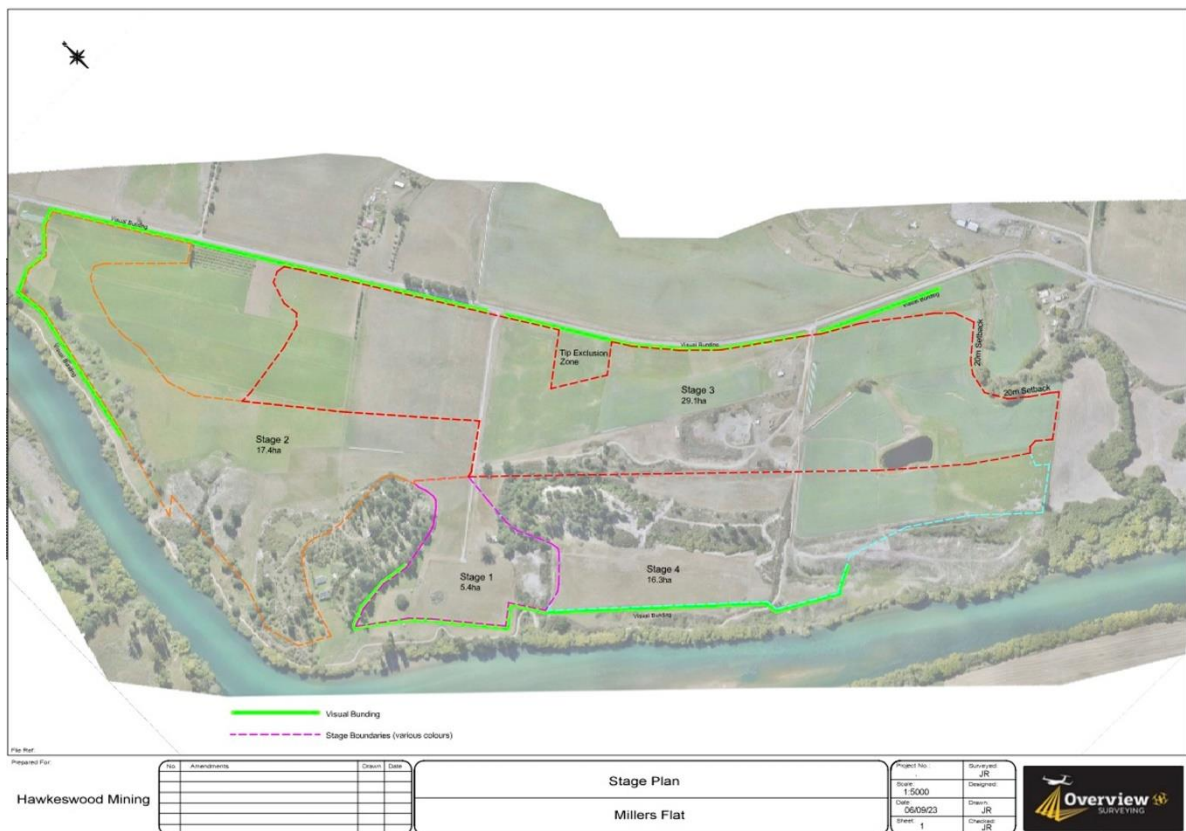 Visual Bunding
Visual Bunding
Tip Exclusion
Zone
Visual Bunding
Visual Bunding
20m Setback
20m Setback
Stage 3
29.1ha
Stage 2
17.4ha
Stage 1
5.4ha
Stage 4
16.3ha
Visual Bunding
Visual Bunding
Stage Boundaries (various colours)
File Ref:
Prepared For:
Hawkeswood Mining
No Amendments Drawn Date
Stage Plan
Millers Flat
Project No.: .
Surveyed: JR
Scale: 1:5000
Designed:
Date: 06/09/23
Drawn: JR
Sheet: 1
Checked: JR
Overview
SURVEYING